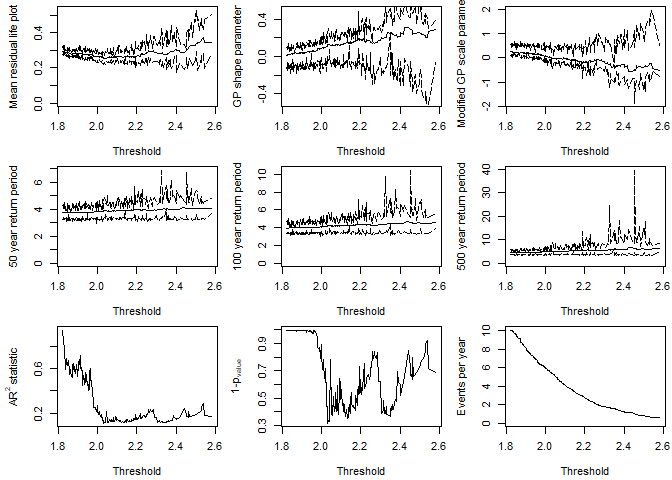 Mean residual life plot
0.0 0.2 0.4
1.8 2.0 2.2 2.4 2.6
Threshold
GP shape parameter
-0.4 0.0 0.4
1.8 2.0 2.2 2.4 2.6
Threshold
Modified GP scale parame
-2 -1 0 1 2
1.8 2.0 2.2 2.4 2.6
Threshold
50 year return period
0 2 4 6
1.8 2.0 2.2 2.4 2.6
Threshold
100 year return period
0 2 4 6 8 10
1.8 2.0 2.2 2.4 2.6
Threshold
500 year return period
0 10 20 30 40
1.8 2.0 2.2 2.4 2.6
Threshold
AR² statistic
0.2 0.6
1.8 2.0 2.2 2.4 2.6
Threshold
1-pvalue
0.3 0.5 0.7 0.9
1.8 2.0 2.2 2.4 2.6
Threshold
Events per year
0 2 4 6 8 10
1.8 2.0 2.2 2.4 2.6
Threshold